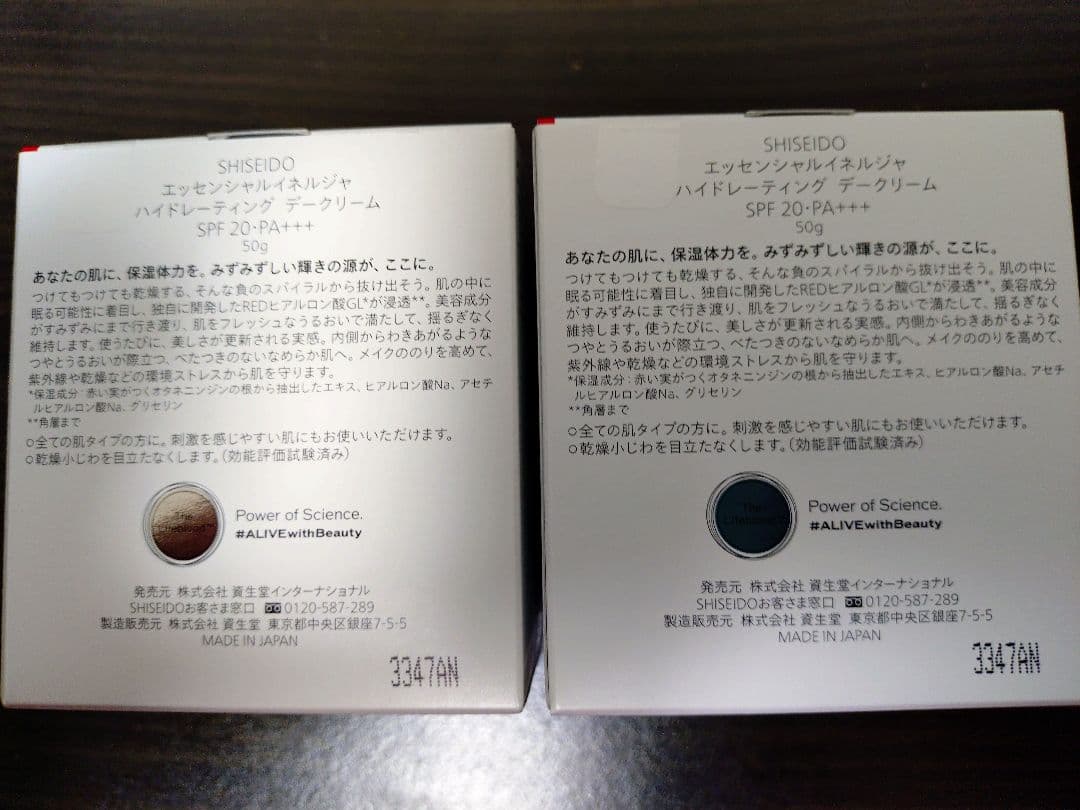 SHISEIDO
エッセンシャルイネルジャ
ハイドレーティング デークリーム
SPF 20・PA+++
50g
あなたの肌に、保湿体力を。みずみずしい輝きの源が、ここに。
つけてもつけても乾燥する、そんな負のスパイラルから抜け出そう。肌の中に
眠る可能性に着目し、独自に開発したREDヒアルロン酸GL*が浸透**。美容成分
がすみずみにまで行き渡り、肌をフレッシュなうるおいで満たして、揺るぎなく
維持します。使うたびに、美しさが更新される実感。内側からわきあがるような
つやとうるおいが際立つ、べたつきのないなめらか肌へ。メイクののりを高めて、
紫外線や乾燥などの環境ストレスから肌を守ります。
*保湿成分：赤い実がつくオタネニンジンの根から抽出したエキス、ヒアルロン酸Na、アセチ
ルヒアルロン酸Na、グリセリン
**角層まで
○全ての肌タイプの方に。刺激を感じやすい肌にもお使いいただけます。
○乾燥小じわを目立たなくします。（効能評価試験済み）
The
Lifeblood™
Power of Science.
#ALIVEwithBeauty
発売元 株式会社 資生堂インターナショナル
SHISEIDOお客さま窓口 0120-587-289
製造販売元 株式会社 資生堂 東京都中央区銀座7-5-5
MADE IN JAPAN
3347AN
SHISEIDO
エッセンシャルイネルジャ
ハイドレーティング デークリーム
SPF 20・PA+++
50g
あなたの肌に、保湿体力を。みずみずしい輝きの源が、ここに。
つけてもつけても乾燥する、そんな負のスパイラルから抜け出そう。肌の中に
眠る可能性に着目し、独自に開発したREDヒアルロン酸GL*が浸透**。美容成分
がすみずみにまで行き渡り、肌をフレッシュなうるおいで満たして、揺るぎなく
維持します。使うたびに、美しさが更新される実感。内側からわきあがるような
つやとうるおいが際立つ、べたつきのないなめらか肌へ。メイクののりを高めて、
紫外線や乾燥などの環境ストレスから肌を守ります。
*保湿成分：赤い実がつくオタネニンジンの根から抽出したエキス、ヒアルロン酸Na、アセチ
ルヒアルロン酸Na、グリセリン
**角層まで
○全ての肌タイプの方に。刺激を感じやすい肌にもお使いいただけます。
○乾燥小じわを目立たなくします。（効能評価試験済み）
The
Lifeblood™
Power of Science.
#ALIVEwithBeauty
発売元 株式会社 資生堂インターナショナル
SHISEIDOお客さま窓口 0120-587-289
製造販売元 株式会社 資生堂 東京都中央区銀座7-5-5
MADE IN JAPAN
3347AN